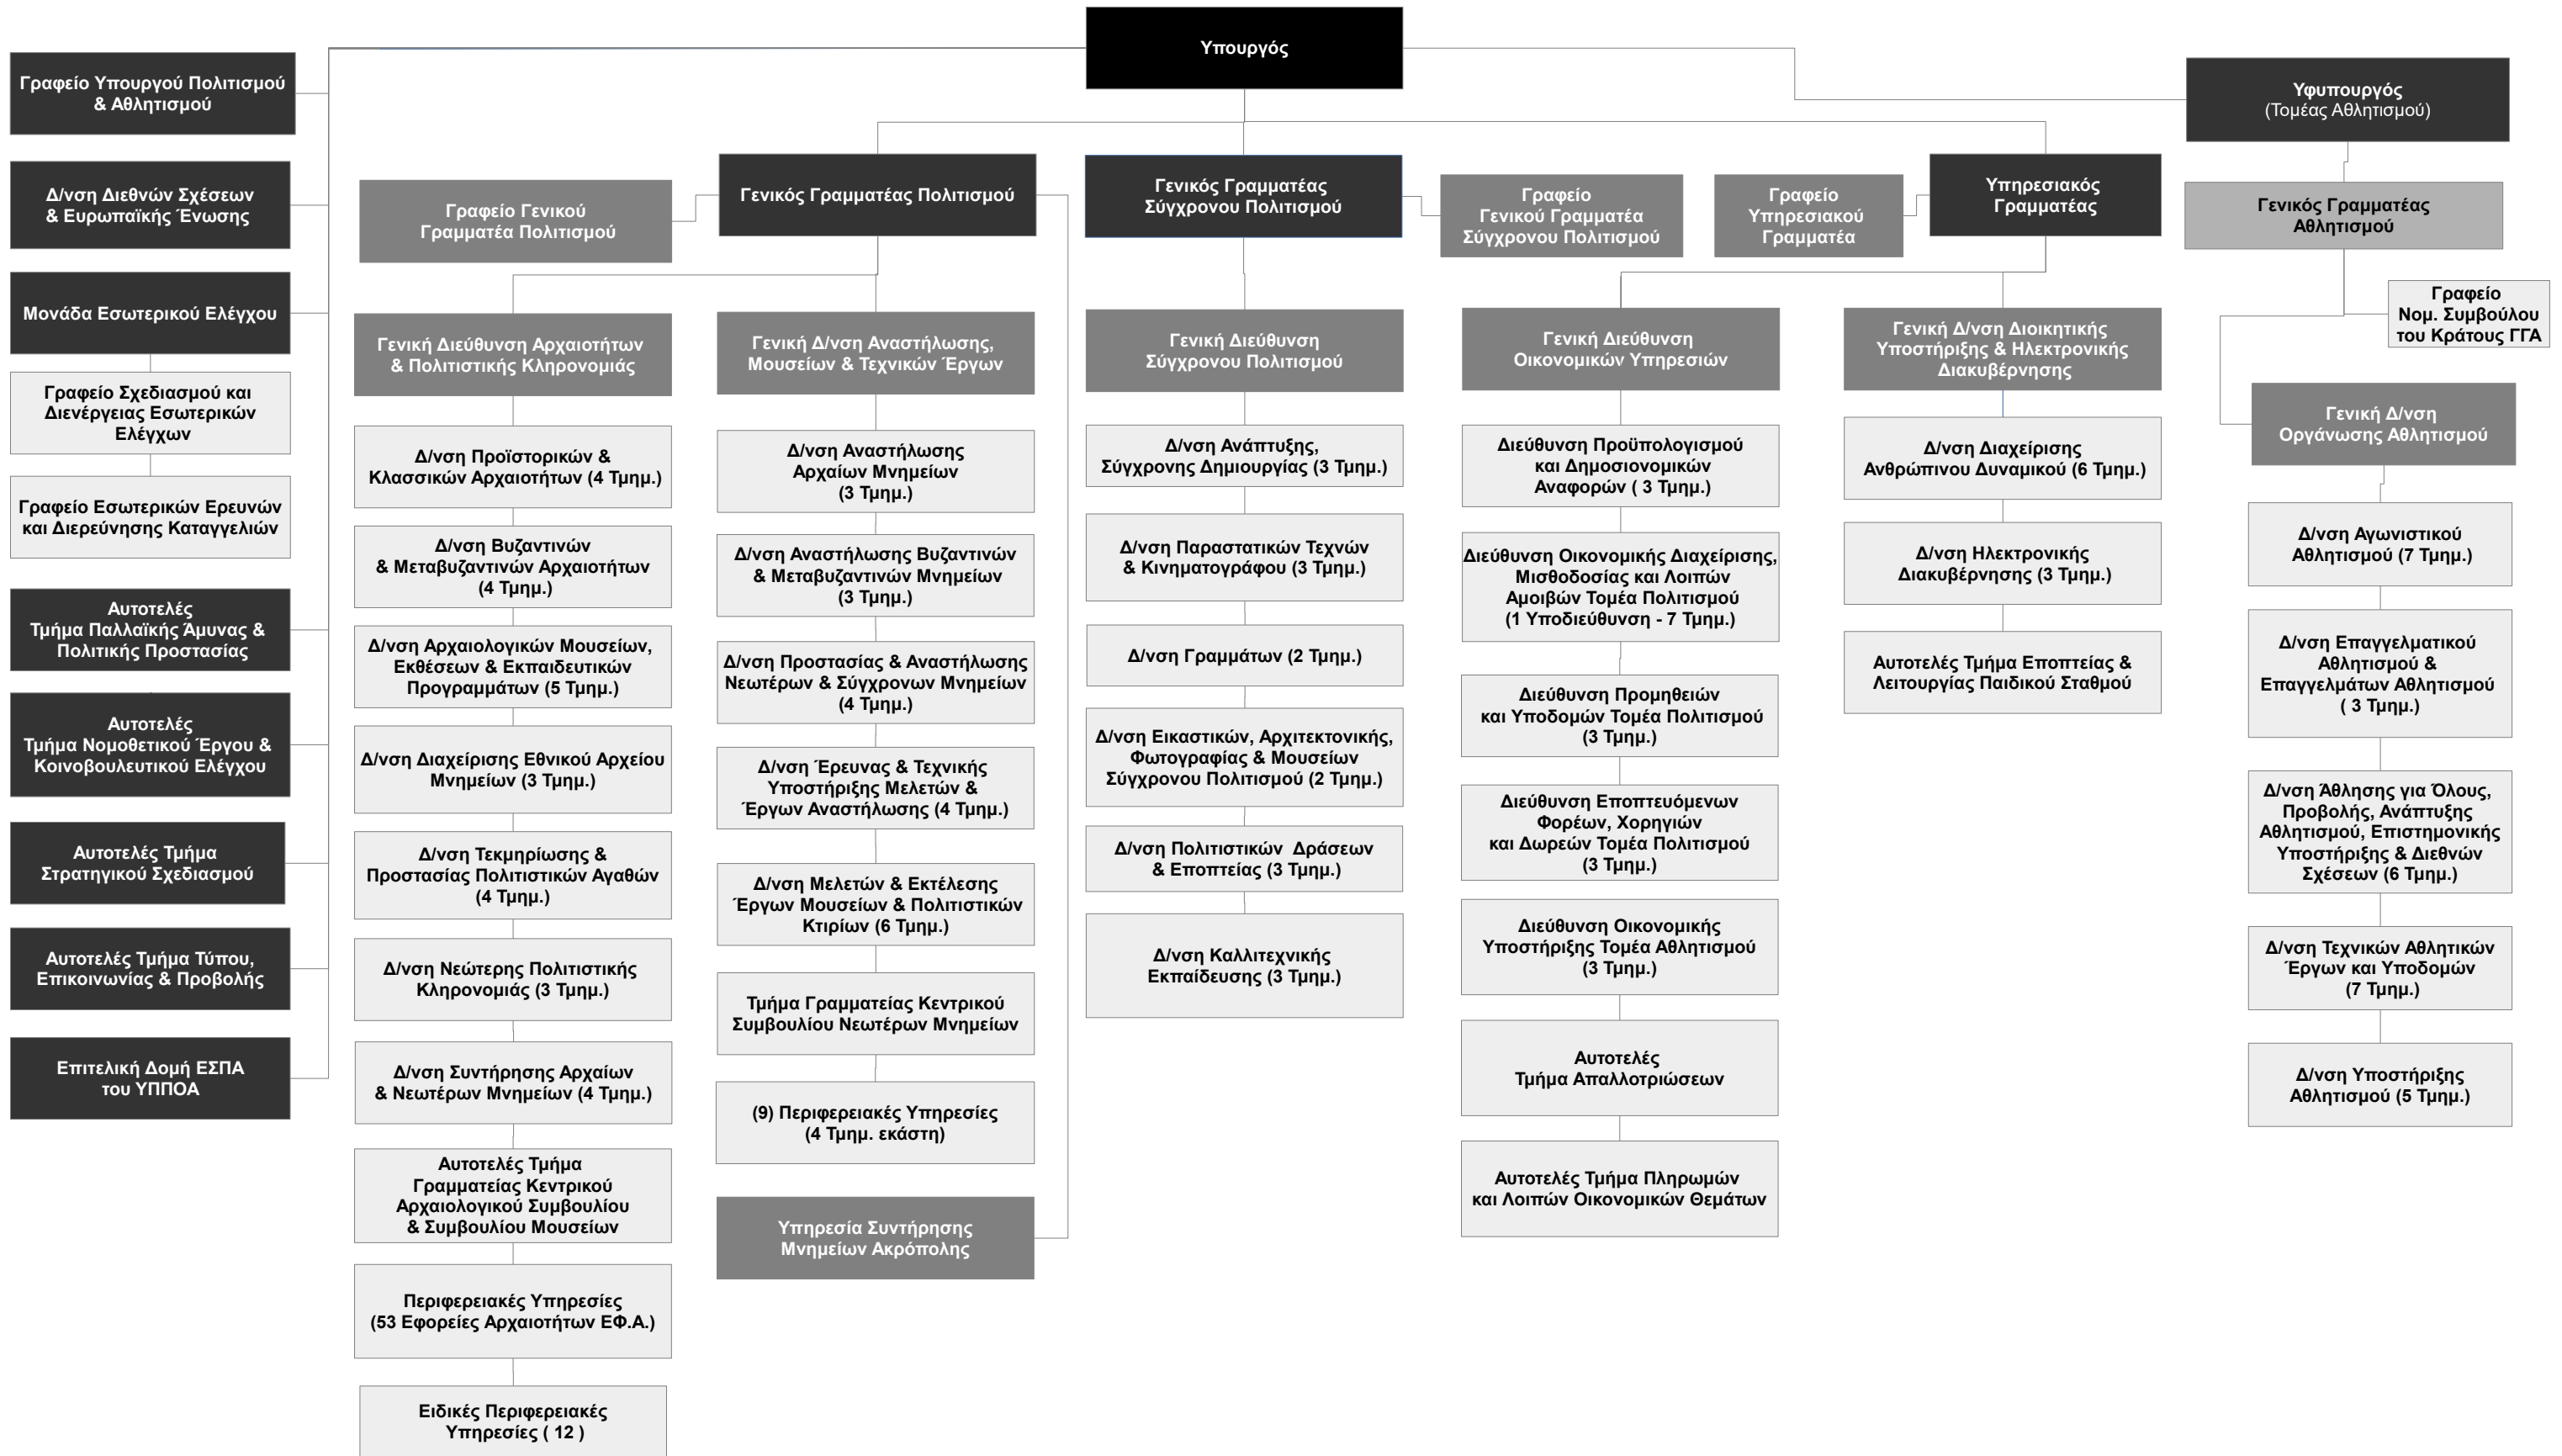 Υπουργός
Γραφείο Υπουργού Πολιτισμού
& Αθλητισμού
Δ/νση Διεθνών Σχέσεων
& Ευρωπαϊκής Ένωσης
Μονάδα Εσωτερικού Ελέγχου
Γραφείο Σχεδιασμού και
Διενέργειας Εσωτερικών
Ελέγχων
Γραφείο Εσωτερικών Ερευνών
και Διερεύνησης Καταγγελιών
Αυτοτελές
Τμήμα Παλλαϊκής Άμυνας &
Πολιτικής Προστασίας
Αυτοτελές
Τμήμα Νομοθετικού Έργου &
Κοινοβουλευτικού Ελέγχου
Αυτοτελές Τμήμα
Στρατηγικού Σχεδιασμού
Αυτοτελές Τμήμα Τύπου,
Επικοινωνίας & Προβολής
Επιτελική Δομή ΕΣΠΑ
του ΥΠΠΟΑ
Γενικός Γραμματέας Πολιτισμού
Γραφείο Γενικού
Γραμματέα Πολιτισμού
Γενική Διεύθυνση Αρχαιοτήτων
& Πολιτιστικής Κληρονομιάς
Δ/νση Προϊστορικών &
Κλασσικών Αρχαιοτήτων (4 Τμημ.)
Δ/νση Βυζαντινών
& Μεταβυζαντινών Αρχαιοτήτων
(4 Τμημ.)
Δ/νση Αρχαιολογικών Μουσείων,
Εκθέσεων & Εκπαιδευτικών
Προγραμμάτων (5 Τμημ.)
Δ/νση Διαχείρισης Εθνικού Αρχείου
Μνημείων (3 Τμημ.)
Δ/νση Τεκμηρίωσης &
Προστασίας Πολιτιστικών Αγαθών
(4 Τμημ.)
Δ/νση Νεώτερης Πολιτιστικής
Κληρονομιάς (3 Τμημ.)
Δ/νση Συντήρησης Αρχαίων
& Νεωτέρων Μνημείων (4 Τμημ.)
Αυτοτελές Τμήμα
Γραμματείας Κεντρικού
Αρχαιολογικού Συμβουλίου
& Συμβουλίου Μουσείων
Περιφερειακές Υπηρεσίες
(53 Εφορείες Αρχαιοτήτων ΕΦ.Α.)
Ειδικές Περιφερειακές
Υπηρεσίες ( 12 )
Γενική Δ/νση Αναστήλωσης,
Μουσείων & Τεχνικών Έργων
Δ/νση Αναστήλωσης
Αρχαίων Μνημείων
(3 Τμημ.)
Δ/νση Αναστήλωσης Βυζαντινών
& Μεταβυζαντινών Μνημείων
(3 Τμημ.)
Δ/νση Προστασίας & Αναστήλωσης
Νεωτέρων & Σύγχρονων Μνημείων
(4 Τμημ.)
Δ/νση Έρευνας & Τεχνικής
Υποστήριξης Μελετών &
Έργων Αναστήλωσης (4 Τμημ.)
Δ/νση Μελετών & Εκτέλεσης
Έργων Μουσείων & Πολιτιστικών
Κτιρίων (6 Τμημ.)
Τμήμα Γραμματείας Κεντρικού
Συμβουλίου Νεωτέρων Μνημείων
(9) Περιφερειακές Υπηρεσίες
(4 Τμημ. εκάστη)
Υπηρεσία Συντήρησης
Μνημείων Ακρόπολης
Γενικός Γραμματέας
Σύγχρονου Πολιτισμού
Γραφείο
Γενικού Γραμματέα
Σύγχρονου Πολιτισμού
Γενική Διεύθυνση
Σύγχρονου Πολιτισμού
Δ/νση Ανάπτυξης,
Σύγχρονης Δημιουργίας (3 Τμημ.)
Δ/νση Παραστατικών Τεχνών
& Κινηματογράφου (3 Τμημ.)
Δ/νση Γραμμάτων (2 Τμημ.)
Δ/νση Εικαστικών, Αρχιτεκτονικής,
Φωτογραφίας & Μουσείων
Σύγχρονου Πολιτισμού (2 Τμημ.)
Δ/νση Πολιτιστικών Δράσεων
& Εποπτείας (3 Τμημ.)
Δ/νση Καλλιτεχνικής
Εκπαίδευσης (3 Τμημ.)
Υπηρεσιακός
Γραμματέας
Γραφείο
Υπηρεσιακού
Γραμματέα
Γενική Διεύθυνση
Οικονομικών Υπηρεσιών
Διεύθυνση Προϋπολογισμού
και Δημοσιονομικών
Αναφορών ( 3 Τμημ.)
Διεύθυνση Οικονομικής Διαχείρισης,
Μισθοδοσίας και Λοιπών
Αμοιβών Τομέα Πολιτισμού
(1 Υποδιεύθυνση - 7 Τμημ.)
Διεύθυνση Προμηθειών
και Υποδομών Τομέα Πολιτισμού
(3 Τμημ.)
Διεύθυνση Εποπτευόμενων
Φορέων, Χορηγιών
και Δωρεών Τομέα Πολιτισμού
(3 Τμημ.)
Διεύθυνση Οικονομικής
Υποστήριξης Τομέα Αθλητισμού
(3 Τμημ.)
Αυτοτελές
Τμήμα Απαλλοτριώσεων
Αυτοτελές Τμήμα Πληρωμών
και Λοιπών Οικονομικών Θεμάτων
Γενική Δ/νση Διοικητικής
Υποστήριξης & Ηλεκτρονικής
Διακυβέρνησης
Δ/νση Διαχείρισης
Ανθρώπινου Δυναμικού (6 Τμημ.)
Δ/νση Ηλεκτρονικής
Διακυβέρνησης (3 Τμημ.)
Αυτοτελές Τμήμα Εποπτείας &
Λειτουργίας Παιδικού Σταθμού
Υφυπουργός
(Τομέας Αθλητισμού)
Γενικός Γραμματέας
Αθλητισμού
Γραφείο
Νομ. Συμβούλου
του Κράτους ΓΓΑ
Γενική Δ/νση
Οργάνωσης Αθλητισμού
Δ/νση Αγωνιστικού
Αθλητισμού (7 Τμημ.)
Δ/νση Επαγγελματικού
Αθλητισμού &
Επαγγελμάτων Αθλητισμού
( 3 Τμημ.)
Δ/νση Άθλησης για Όλους,
Προβολής, Ανάπτυξης
Αθλητισμού, Επιστημονικής
Υποστήριξης & Διεθνών
Σχέσεων (6 Τμημ.)
Δ/νση Τεχνικών Αθλητικών
Έργων και Υποδομών
(7 Τμημ.)
Δ/νση Υποστήριξης
Αθλητισμού (5 Τμημ.)